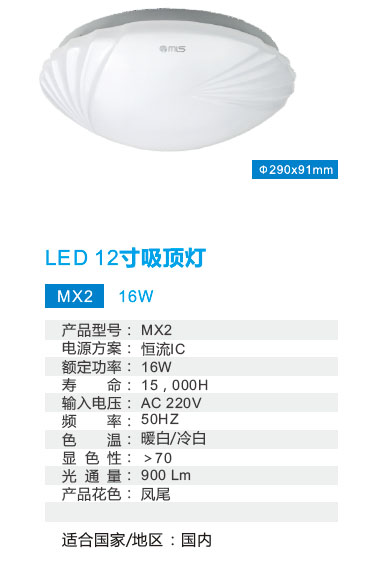 MLS
Φ290x91mm
LED 12寸吸顶灯
MX2 16W
产品型号：MX2
电源方案：恒流IC
额定功率：16W
寿 命：15，000H
输入电压：AC 220V
频 率：50HZ
色 温：暖白/冷白
显 色 性：＞70
光 通 量：900 Lm
产品花色：凤尾
适合国家/地区：国内